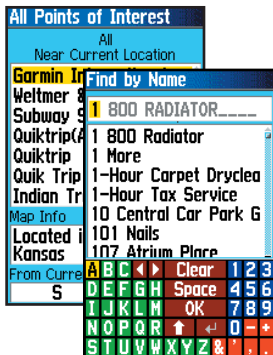 All Points of Interest
All
Near Current Location
Garmin
Weltmer &
Subway
Quiktrip(
Quiktrip
Quik Trip
Indian Tr
Map Info
Located i
Kansas
From Curre
S
Find by Name
1 800 RADIATOR____
1 800 Radiator
1 More
1-Hour Carpet Dryclea
1-Hour Tax Service
10 Central Car Park G
101 Nails
107 Atrium Place
A B C Clear 1 2 3
D E F G H Space 4 5 6
I J K L M OK 7 8 9
N O P Q R 0 - +
S T U V W X Y Z & ' , .